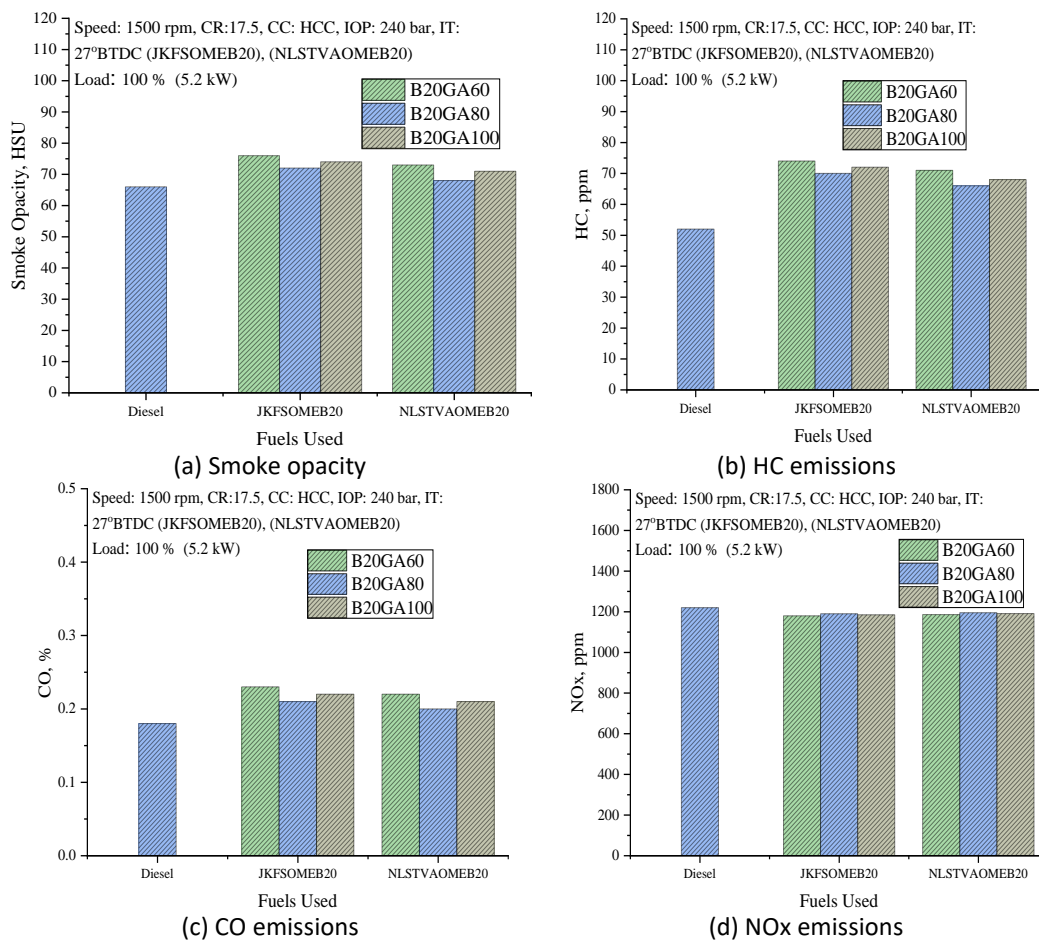 Speed: 1500 rpm, CR:17.5, CC: HCC, IOP: 240 bar, IT:
27°BTDC (JKFSOMEB20), (NLSTVAOMEB20)
Load: 100 % (5.2 kW)
B20GA60
B20GA80
B20GA100
120
110
100
90
80
70
60
50
40
30
20
10
0
Smoke Opacity, HSU
Diesel
JKFSOMEB20
NLSTVAOMEB20
Fuels Used
(a) Smoke opacity
Speed: 1500 rpm, CR:17.5, CC: HCC, IOP: 240 bar, IT:
27°BTDC (JKFSOMEB20), (NLSTVAOMEB20)
Load: 100 % (5.2 kW)
B20GA60
B20GA80
B20GA100
120
110
100
90
80
70
60
50
40
30
20
10
0
HC, ppm
Diesel
JKFSOMEB20
NLSTVAOMEB20
Fuels Used
(b) HC emissions
Speed: 1500 rpm, CR:17.5, CC: HCC, IOP: 240 bar, IT:
27°BTDC (JKFSOMEB20), (NLSTVAOMEB20)
Load: 100 % (5.2 kW)
B20GA60
B20GA80
B20GA100
0.5
0.4
0.3
0.2
0.1
0.0
CO, %
Diesel
JKFSOMEB20
NLSTVAOMEB20
Fuels Used
(c) CO emissions
Speed: 1500 rpm, CR:17.5, CC: HCC, IOP: 240 bar, IT:
27°BTDC (JKFSOMEB20), (NLSTVAOMEB20)
Load: 100 % (5.2 kW)
B20GA60
B20GA80
B20GA100
1800
1600
1400
1200
1000
800
600
400
200
0
NOx, ppm
Diesel
JKFSOMEB20
NLSTVAOMEB20
Fuels Used
(d) NOx emissions